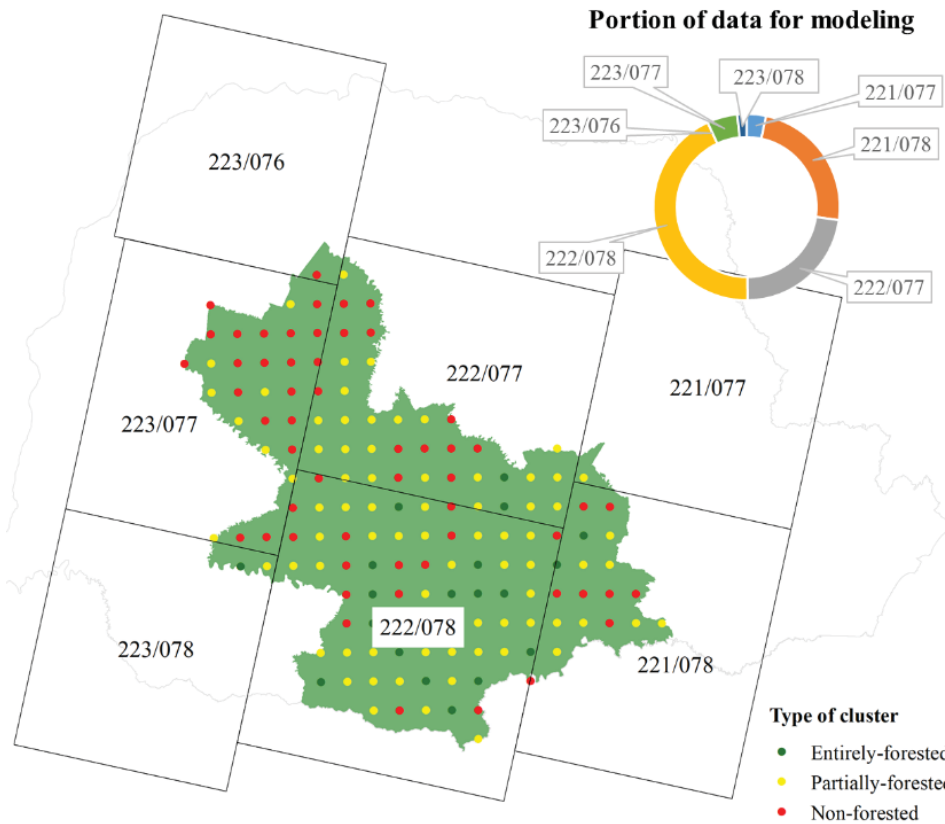 Portion of data for modeling
223/077
223/078
221/077
223/076
221/078
222/078
222/077
223/076
222/077
221/077
223/077
222/078
223/078
221/078
Type of cluster
Entirely-forested
Partially-forested
Non-forested